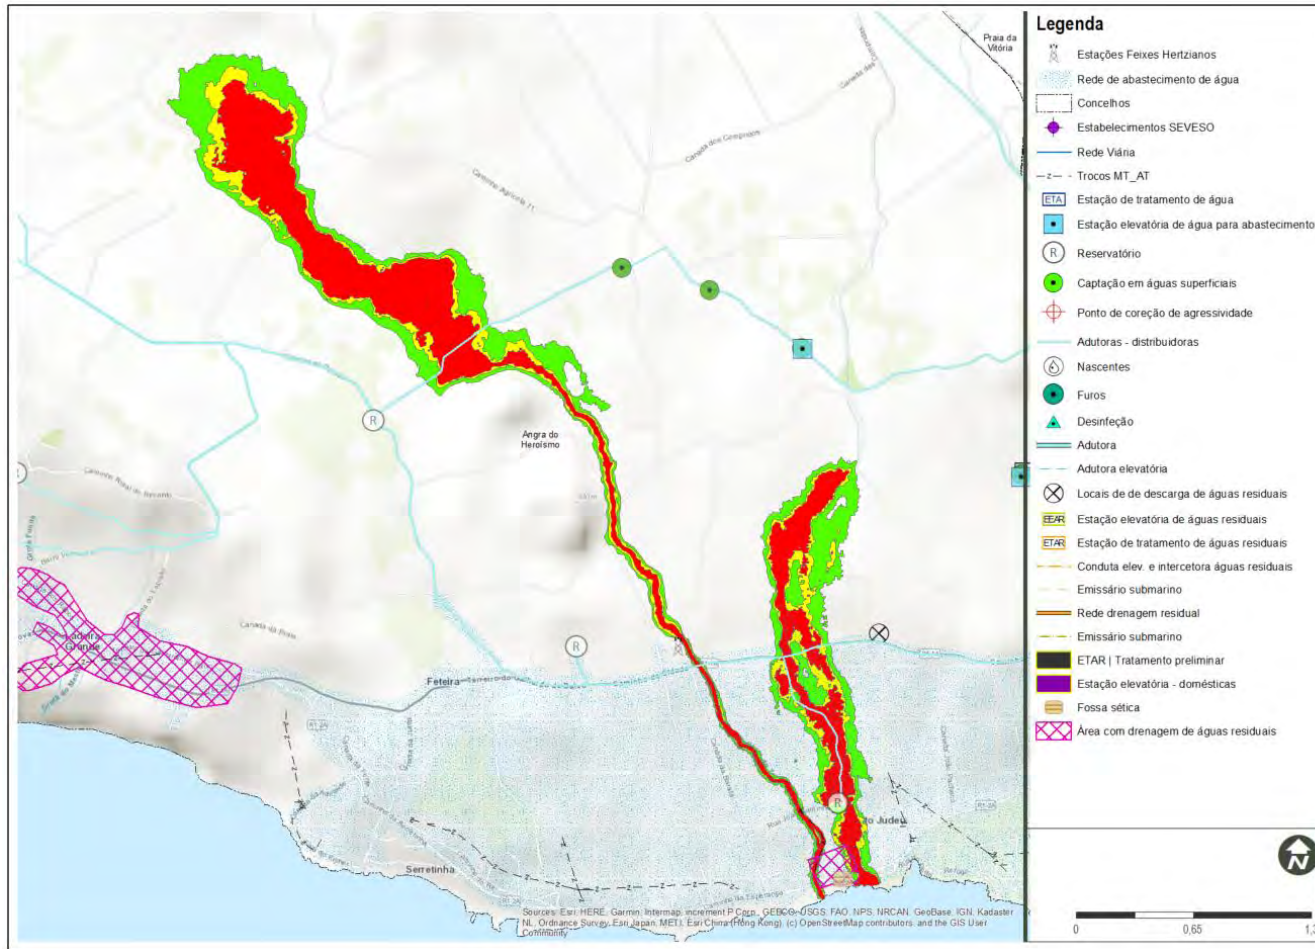 Legenda
Estações Feixes Hertzianos
Rede de abastecimento de água
Concelhos
Estabelecimentos SEVESO
Rede Viária
Trocos MT_AT
ETA
Estação de tratamento de água
Estação elevatória de água para abastecimento
R
Reservatório
Captação em águas superficiais
Ponto de coreção de agressividade
Adutoras - distribuidoras
Nascentes
Furos
Desinfeção
Adutora
Adutora elevatória
Locais de de descarga de águas residuais
EEAR
Estação elevatória de águas residuais
ETAR
Estação de tratamento de águas residuais
Conduta elev. e intercetora águas residuais
Emissário submarino
Rede drenagem residual
Emissário submarino
ETAR | Tratamento preliminar
Estação elevatória - domésticas
Fossa sética
Área com drenagem de águas residuais
N
0
0,65
Praia da
Vitória
Caminho Agrícola 71
Angra do
Heroísmo
R
R
R
Feteira
Serretinha
Sources: Esri, HERE, Garmin, Intermap, increment P Corp., GEBCO, USGS, FAO, NPS, NRCAN, GeoBase, IGN, Kadaster
NL, Ordnance Survey, Esri Japan, METI, Esri China (Hong Kong), (c) OpenStreetMap contributors, and the GIS User
Community